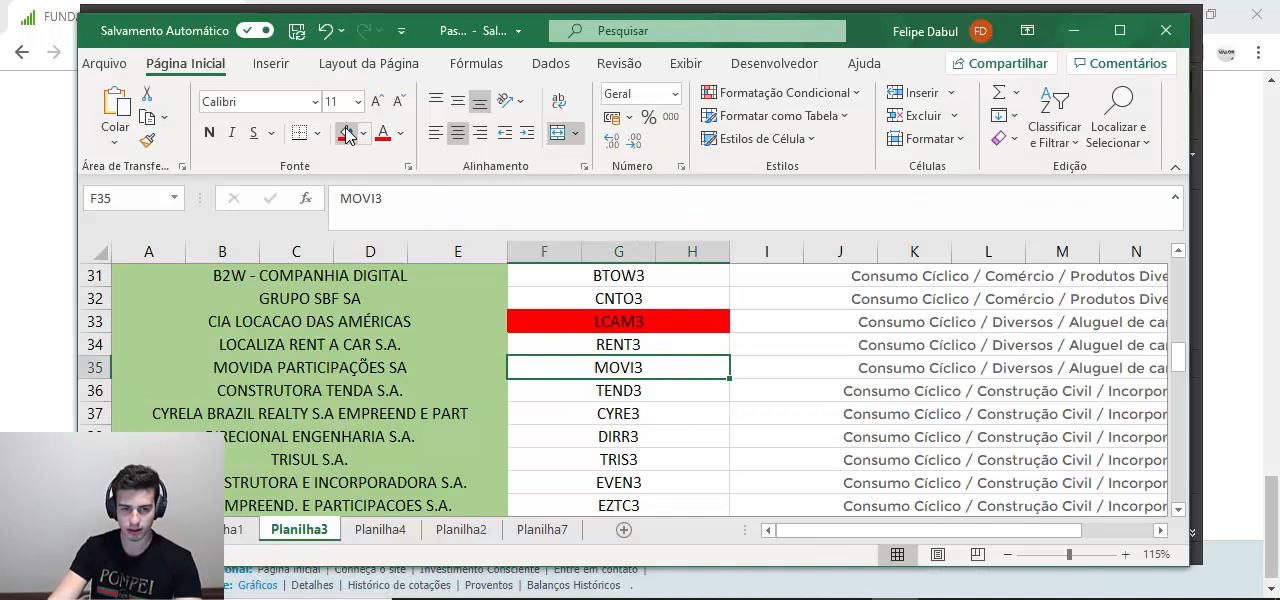 FUNDA
Salvamento Automático
Pas... - Sal...
Pesquisar
Felipe Dabul
FD
Arquivo Página Inicial Inserir Layout da Página Fórmulas Dados Revisão Exibir Desenvolvedor Ajuda Compartilhar Comentários
Colar
Área de Transfe...
Calibri 11
N I S
Fonte
Alinhamento
Geral
% 000
Número
Formatação Condicional
Formatar como Tabela
Estilos de Célula
Estilos
Inserir
Excluir
Formatar
Células
Classificar e Filtrar
Localizar e Selecionar
Edição
F35 fx MOVI3
A B C D E F G H I J K L M N
31 B2W - COMPANHIA DIGITAL BTOW3 Consumo Cíclico / Comércio / Produtos Dive
32 GRUPO SBF SA CNTO3 Consumo Cíclico / Comércio / Produtos Dive
33 CIA LOCACAO DAS AMÉRICAS LCAM3 Consumo Cíclico / Diversos / Aluguel de car
34 LOCALIZA RENT A CAR S.A. RENT3 Consumo Cíclico / Diversos / Aluguel de car
35 MOVIDA PARTICIPAÇÕES SA MOVI3 Consumo Cíclico / Diversos / Aluguel de car
36 CONSTRUTORA TENDA S.A. TEND3 Consumo Cíclico / Construção Civil / Incorpor
37 CYRELA BRAZIL REALTY S.A EMPREEND E PART CYRE3 Consumo Cíclico / Construção Civil / Incorpor
DIRECIONAL ENGENHARIA S.A. DIRR3 Consumo Cíclico / Construção Civil / Incorpor
TRISUL S.A. TRIS3 Consumo Cíclico / Construção Civil / Incorpor
STRUTORA E INCORPORADORA S.A. EVEN3 Consumo Cíclico / Construção Civil / Incorpor
EMPREEND. E PARTICIPACOES S.A. EZTC3 Consumo Cíclico / Construção Civil / Incorpor
ha1 Planilha3 Planilha4 Planilha2 Planilha7
115%
Página Inicial | Conheça o site | Investimento Consciente | Entre em contato |
Gráficos | Detalhes | Histórico de cotações | Proventos | Balanços Históricos .
POMPEI